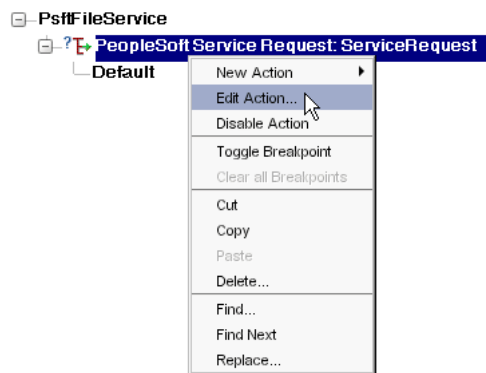 PsftFileService
PeopleSoft Service Request: ServiceRequest
Default
New Action
Edit Action...
Disable Action
Toggle Breakpoint
Clear all Breakpoints
Cut
Copy
Paste
Delete...
Find...
Find Next
Replace...